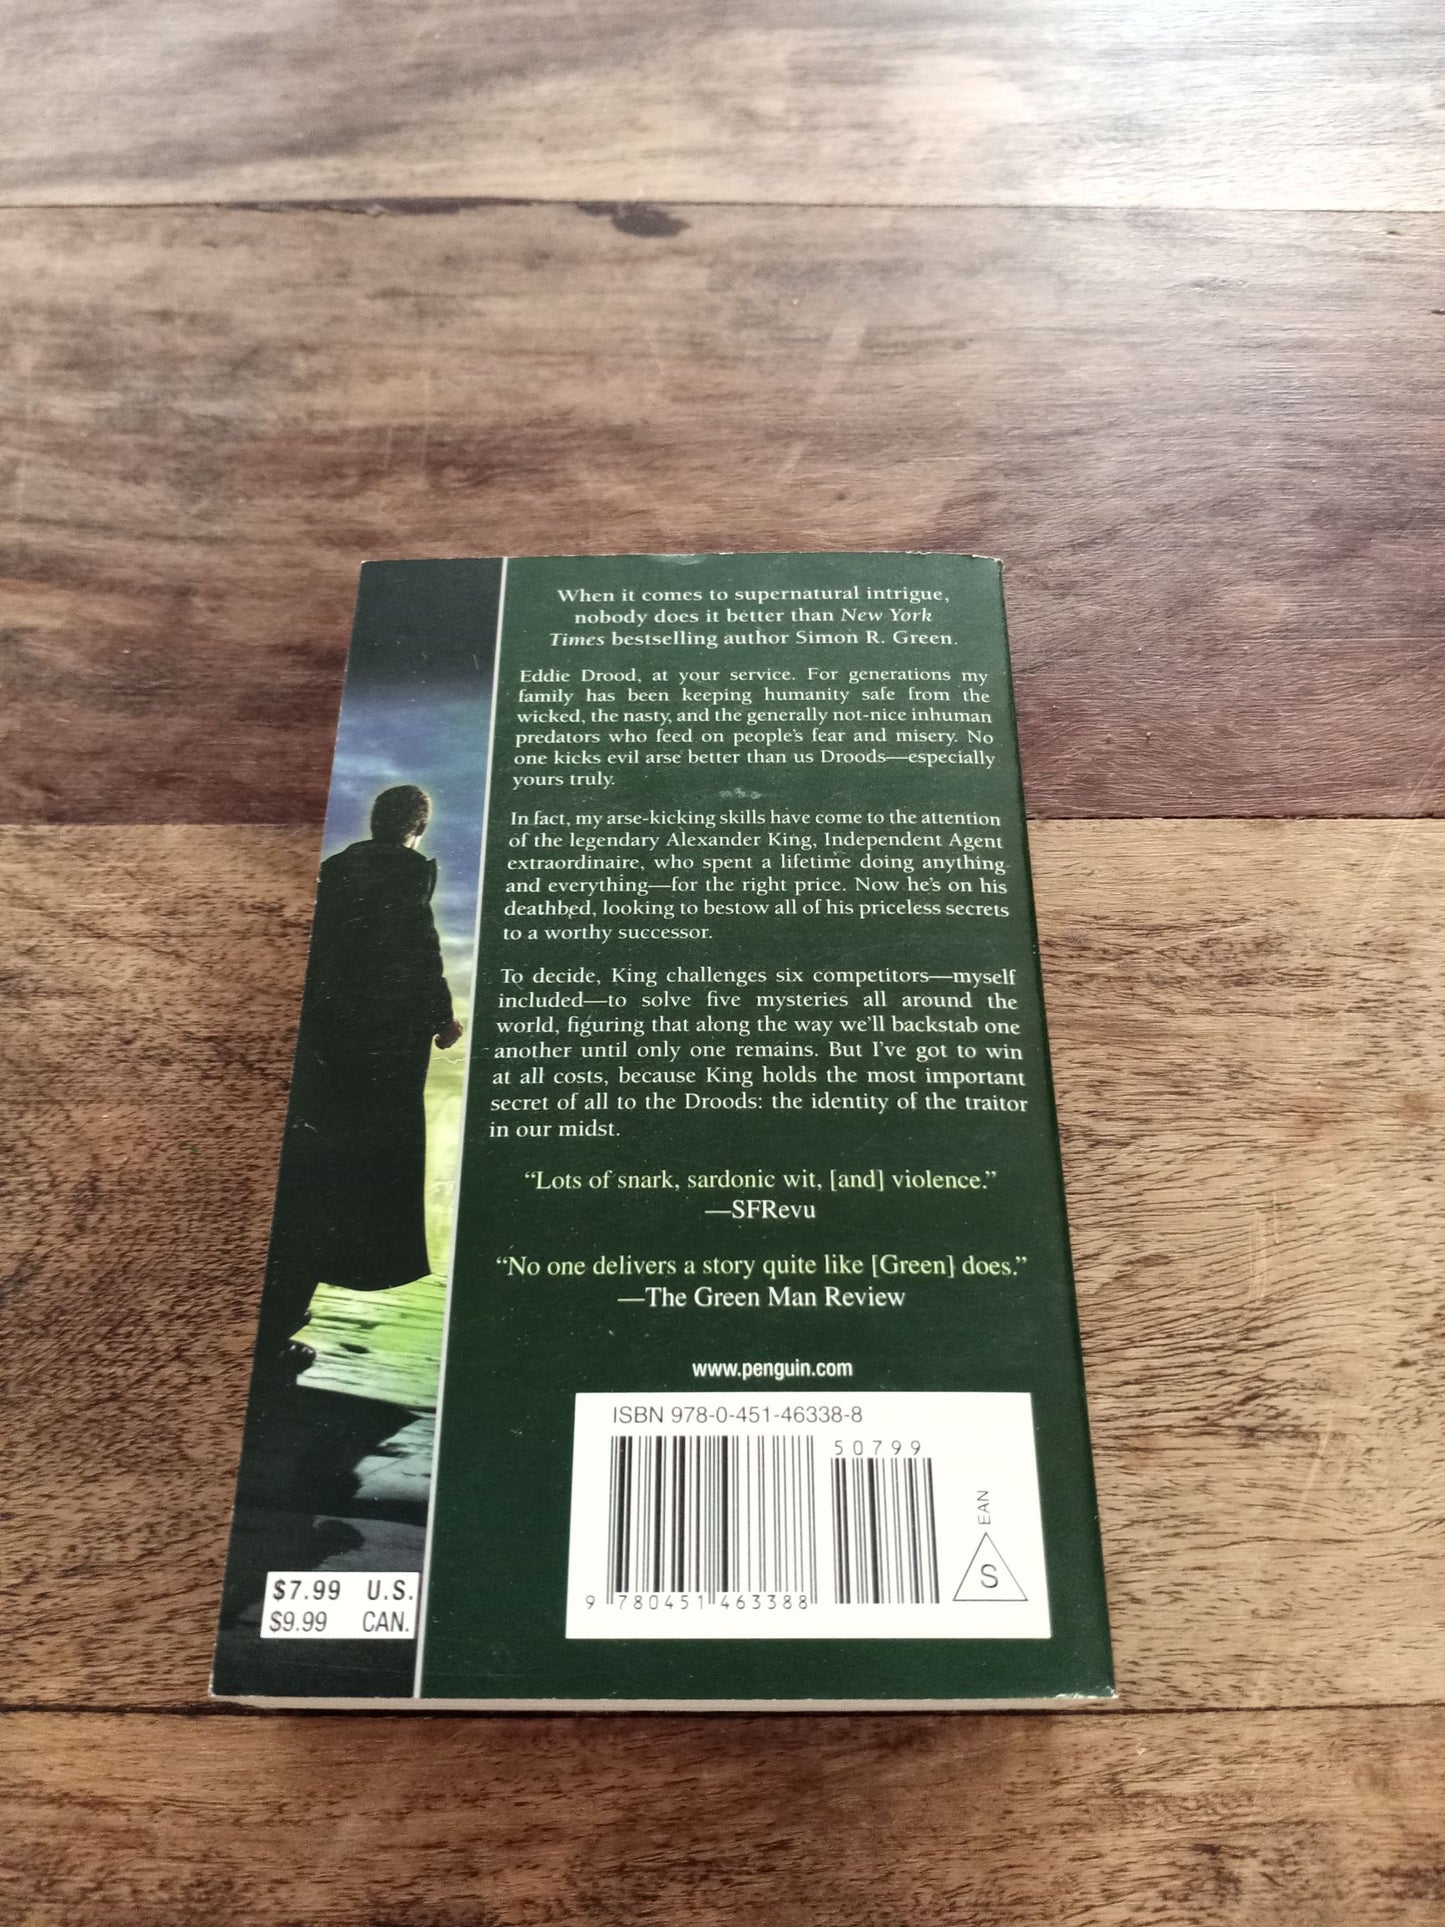 When it comes to supernatural intrigue,
nobody does it better than New York
Times bestselling author Simon R. Green.
Eddie Drood, at your service. For generations my
family has been keeping humanity safe from the
wicked, the nasty, and the generally not-nice inhuman
predators who feed on people's fear and misery. No
one kicks evil arse better than us Droods—especially
yours truly.
In fact, my arse-kicking skills have come to the attention
of the legendary Alexander King, Independent Agent
extraordinaire, who spent a lifetime doing anything
and everything—for the right price. Now he's on his
deathbed, looking to bestow all of his priceless secrets
to a worthy successor.
To decide, King challenges six competitors—myself
included—to solve five mysteries all around the
world, figuring that along the way we'll backstab one
another until only one remains. But I've got to win
at all costs, because King holds the most important
secret of all to the Droods: the identity of the traitor
in our midst.
“Lots of snark, sardonic wit, [and] violence.”
—SFRevu
“No one delivers a story quite like [Green] does.”
—The Green Man Review
www.penguin.com
ISBN 978-0-451-46338-8
50799
9 780451 463388
EAN
S
$7.99 U.S.
$9.99 CAN.